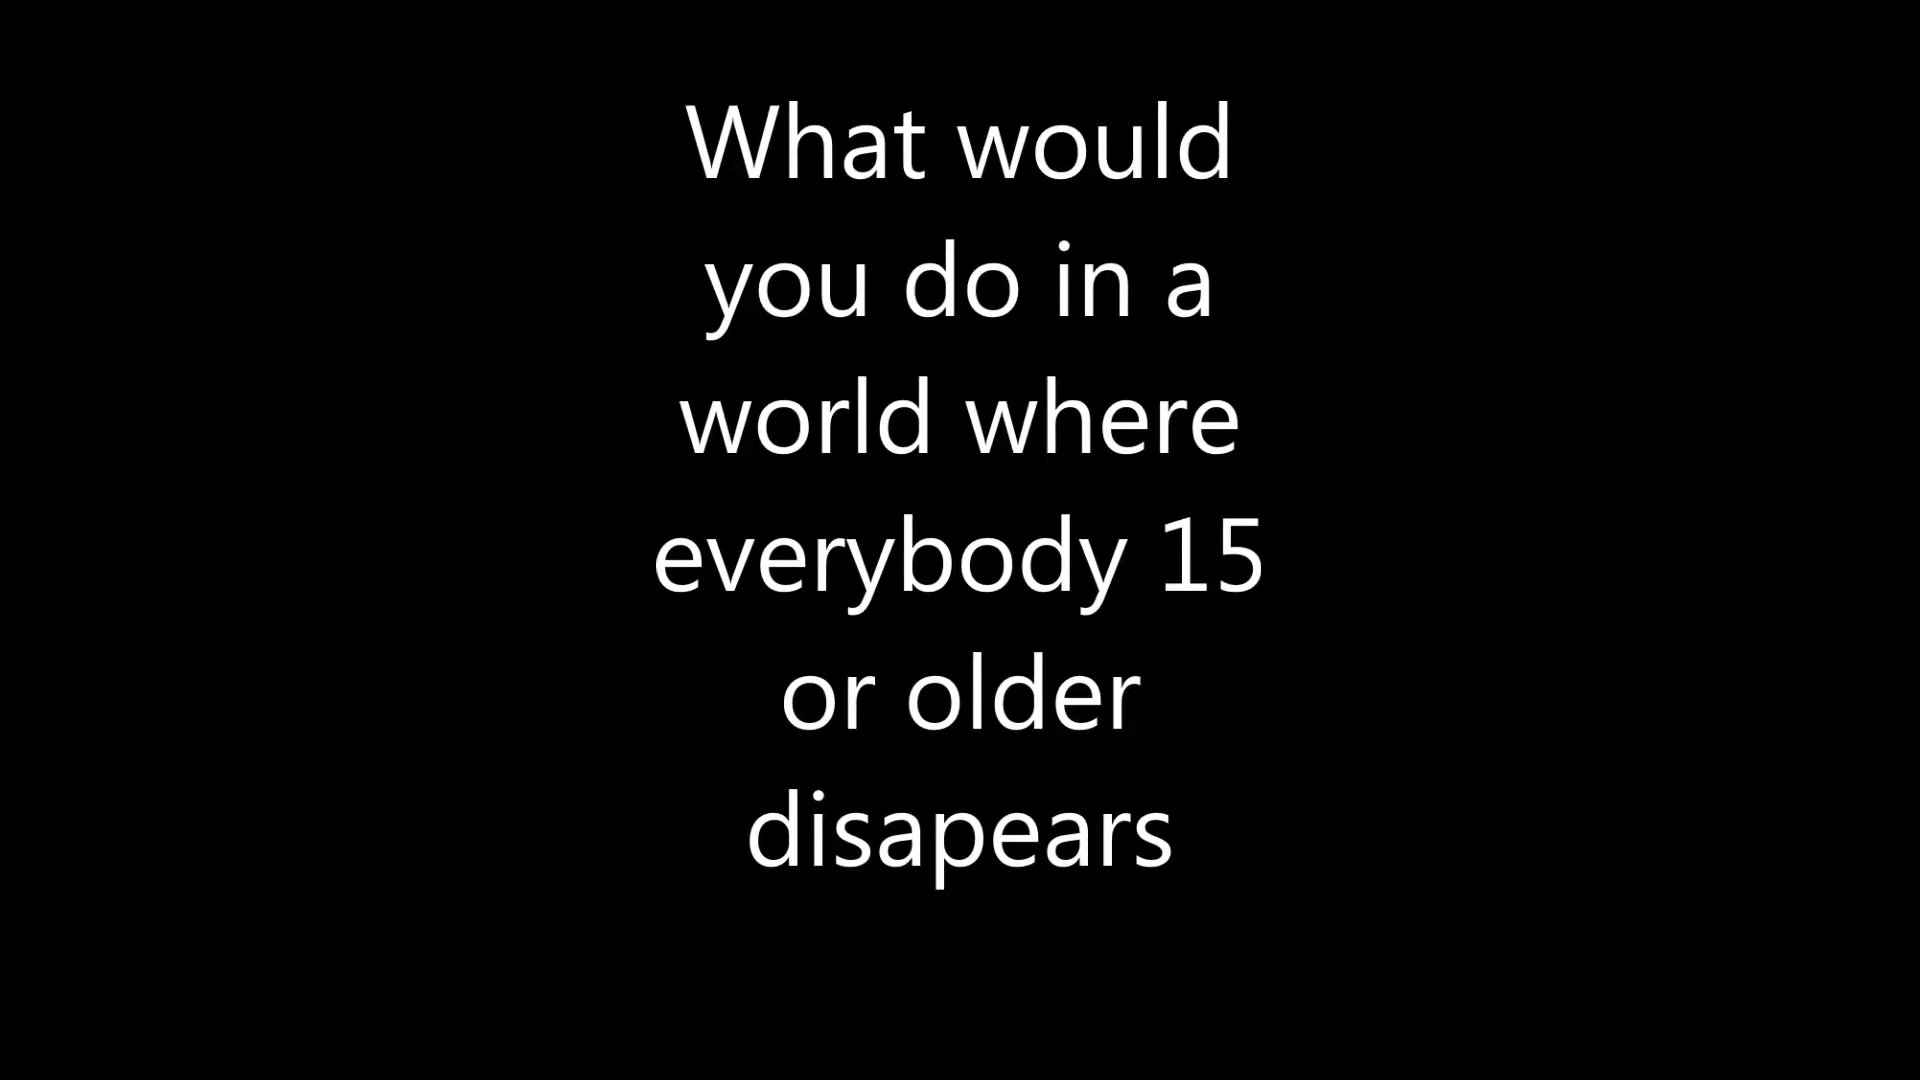 What would
you do in a
world where
everybody 15
or older
disapears